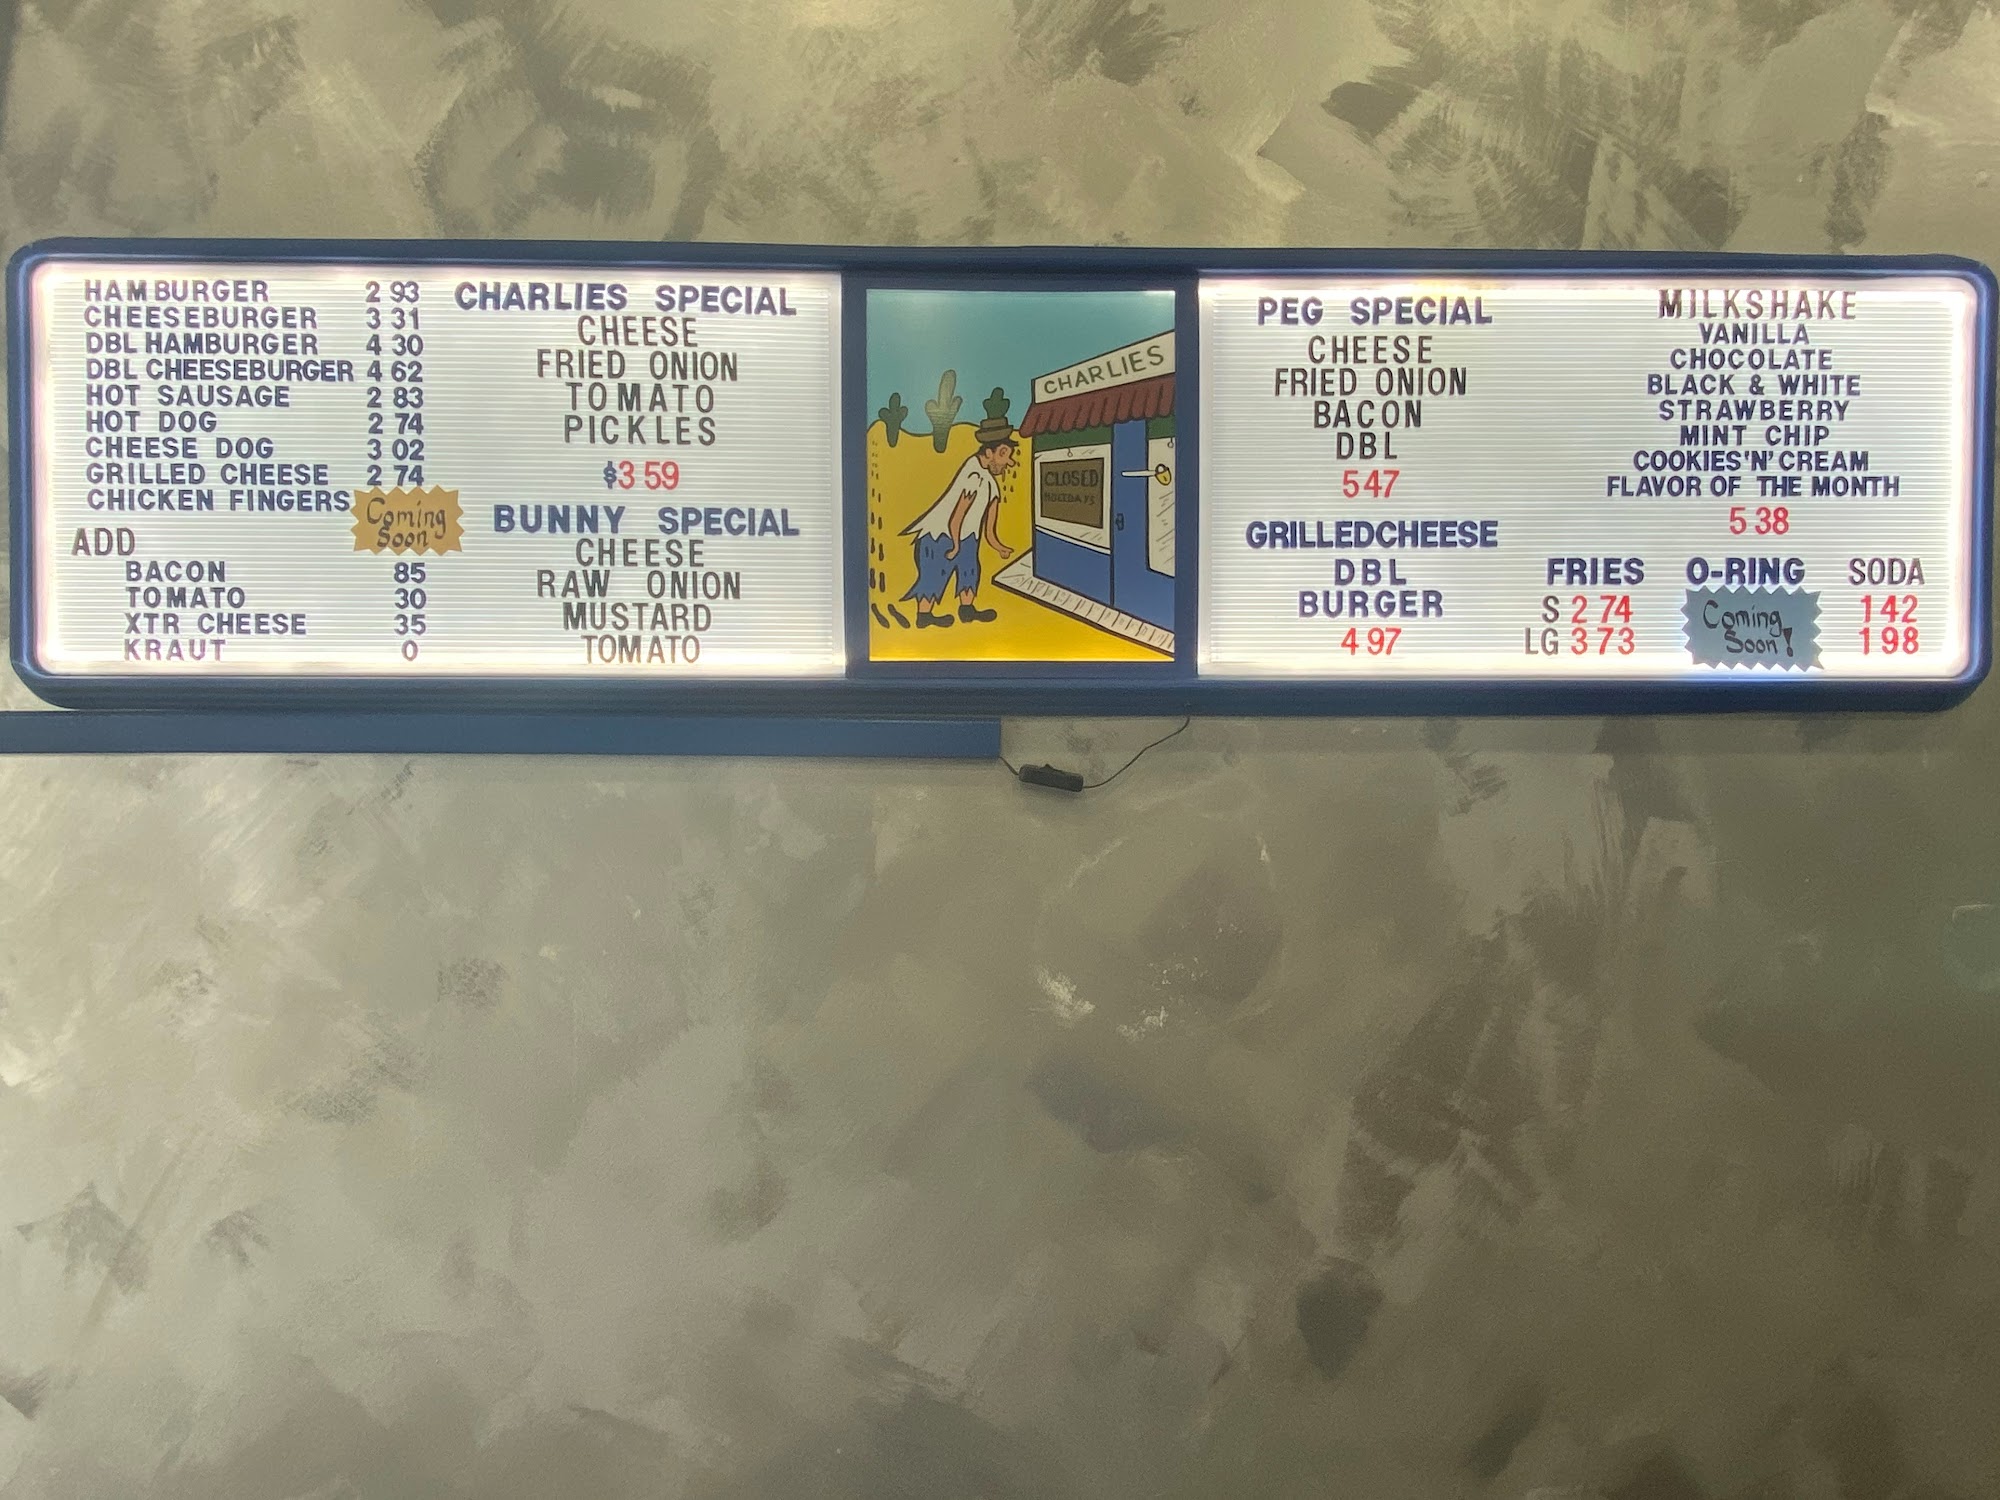 HAMBURGER 2 93
CHEESEBURGER 3 31
DBL HAMBURGER 4 30
DBL CHEESEBURGER 4 62
HOT SAUSAGE 2 83
HOT DOG 2 74
CHEESE DOG 3 02
GRILLED CHEESE 2 74
CHICKEN FINGERS Coming
Soon
ADD
BACON 85
TOMATO 30
XTR CHEESE 35
KRAUT 0
CHARLIES SPECIAL
CHEESE
FRIED ONION
TOMATO
PICKLES
$3 59
BUNNY SPECIAL
CHEESE
RAW ONION
MUSTARD
TOMATO
CHARLIES
CLOSED
HOLIDAYS
PEG SPECIAL
CHEESE
FRIED ONION
BACON
DBL
5 47
GRILLEDCHEESE
DBL
BURGER
4 97
MILKSHAKE
VANILLA
CHOCOLATE
BLACK & WHITE
STRAWBERRY
MINT CHIP
COOKIES'N'CREAM
FLAVOR OF THE MONTH
5 38
FRIES
S 2 74
LG 3 73
O-RING
Coming
Soon!
SODA
1 42
1 98